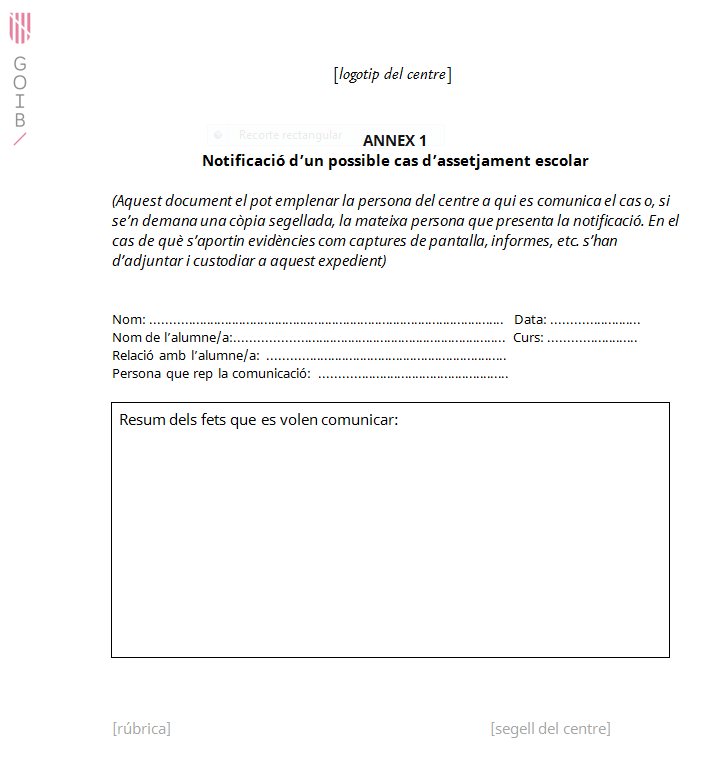 G
O
I
B
[logotip del centre]
Recorte rectangular
ANNEX 1
Notificació d’un possible cas d’assetjament escolar
(Aquest document el pot emplenar la persona del centre a qui es comunica el cas o, si
se’n demana una còpia segellada, la mateixa persona que presenta la notificació. En el
cas de què s’aportin evidències com captures de pantalla, informes, etc. s’han
d’adjuntar i custodiar a aquest expedient)
Nom: ........................................................................................... Data: .......................
Nom de l’alumne/a:...................................................................... Curs: .......................
Relació amb l’alumne/a: .............................................................
Persona que rep la comunicació: .................................................
Resum dels fets que es volen comunicar:
[rúbrica] [segell del centre]